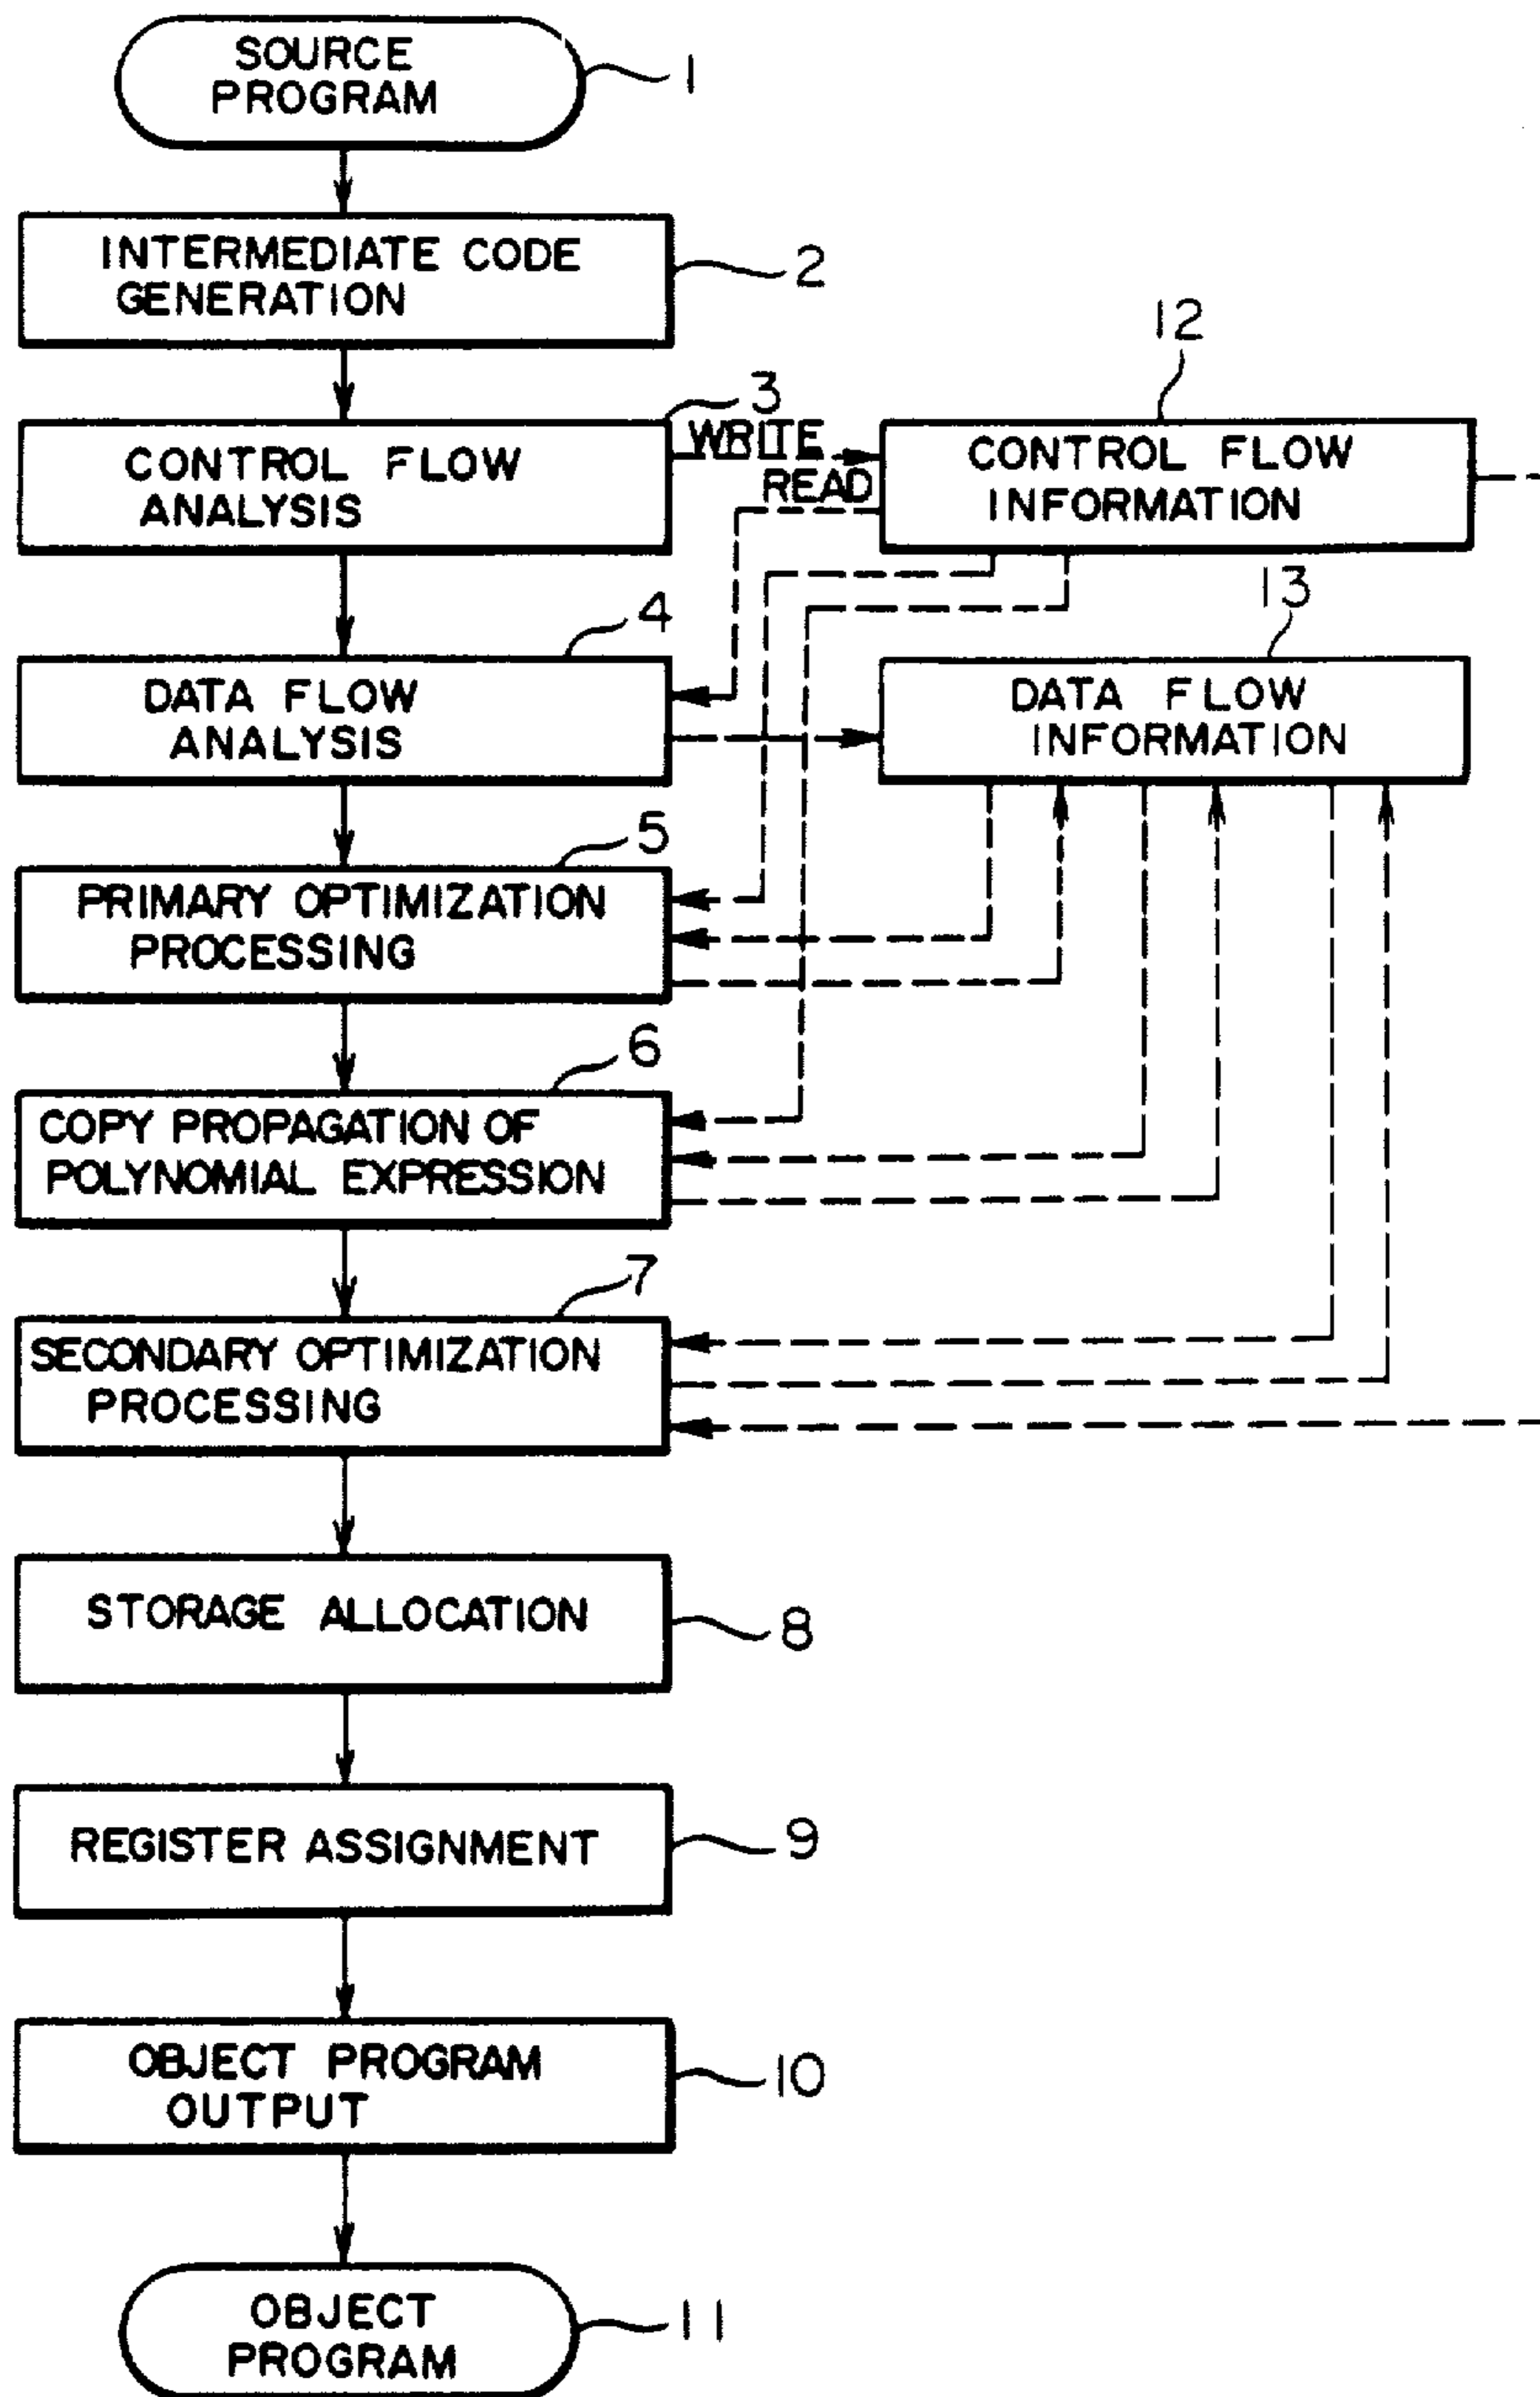 SOURCE
PROGRAM
1
INTERMEDIATE CODE
GENERATION
2
3
CONTROL FLOW
ANALYSIS
WRITE
READ
12
CONTROL FLOW
INFORMATION
4
DATA FLOW
ANALYSIS
13
DATA FLOW
INFORMATION
5
PRIMARY OPTIMIZATION
PROCESSING
6
COPY PROPAGATION OF
POLYNOMIAL EXPRESSION
7
SECONDARY OPTIMIZATION
PROCESSING
STORAGE ALLOCATION
8
REGISTER ASSIGNMENT
9
OBJECT PROGRAM
OUTPUT
10
OBJECT
PROGRAM
11